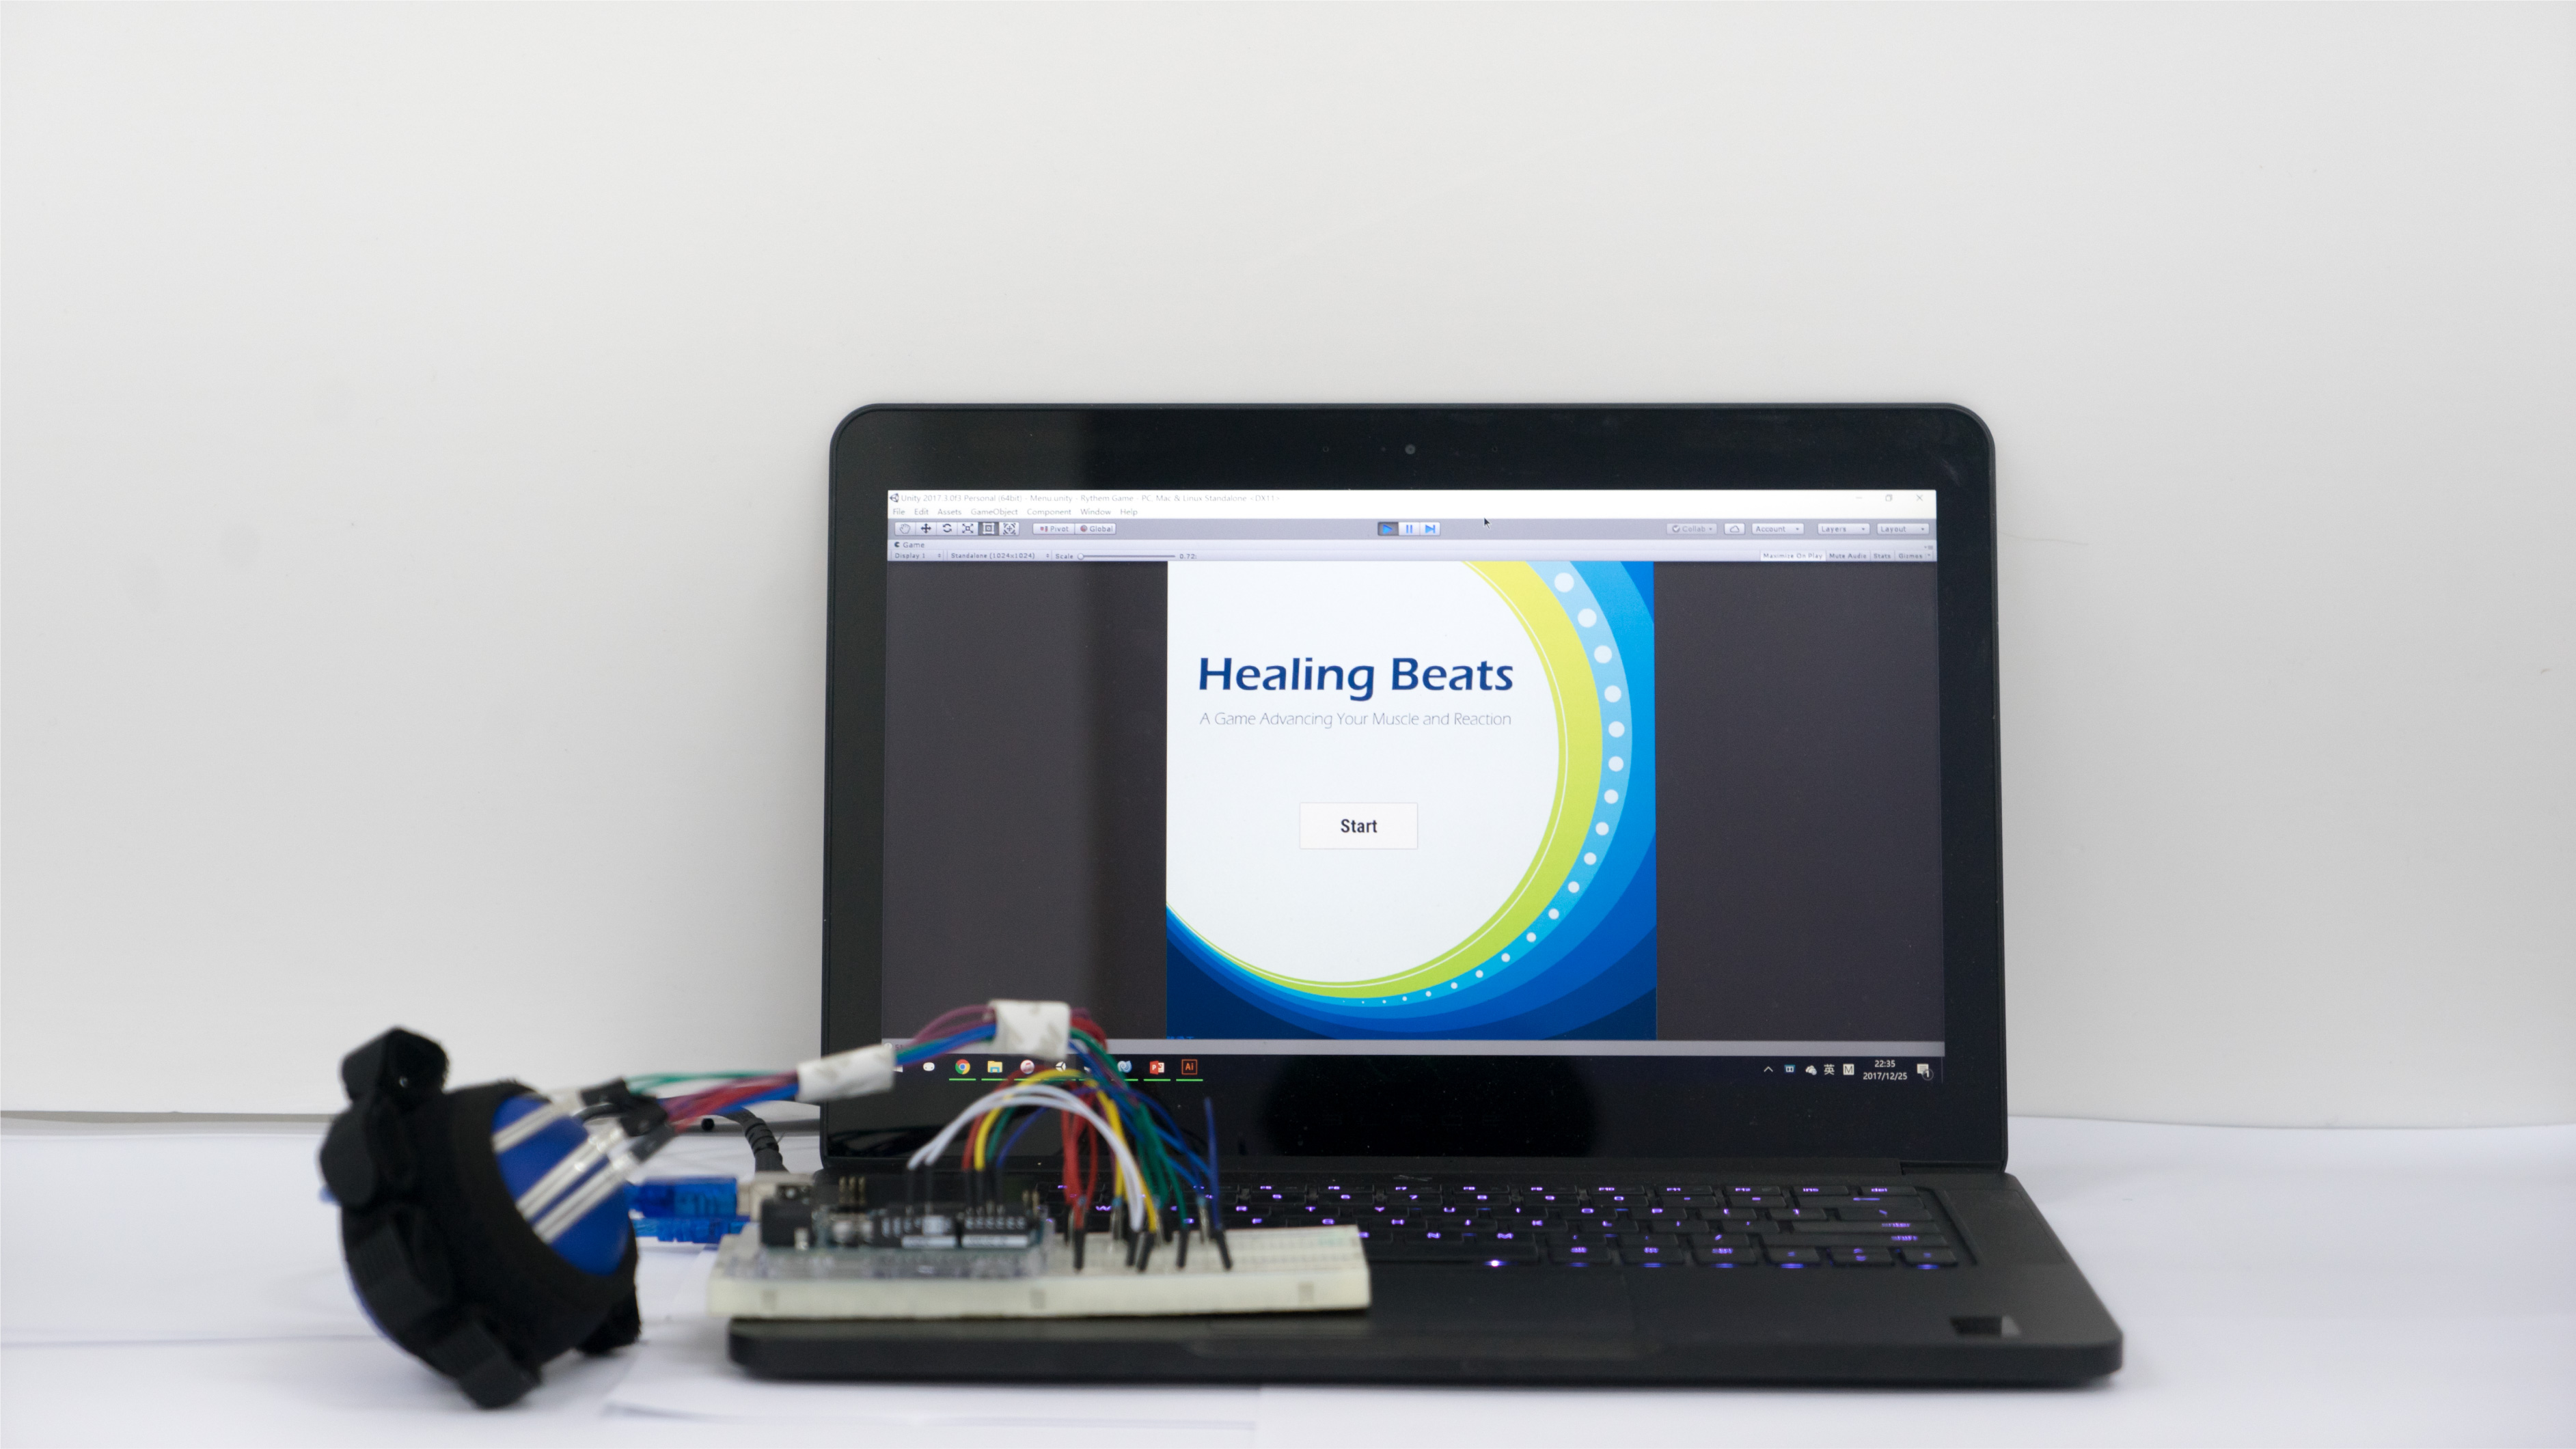 Unity 2017.3.0f3 Personal (64bit) - Menu.unity - Rythem Game - PC, Mac & Linux Standalone <DX11>
File Edit Assets GameObject Component Window Help
Pivot Global Collab Account Layers Layout
Game
Display 1 Standalone (1024x1024) Scale 0.72x Maximize On Play Mute Audio Stats Gizmos
Healing Beats
A Game Advancing Your Muscle and Reaction
Start
Ai 英 M 22:35
2017/12/25